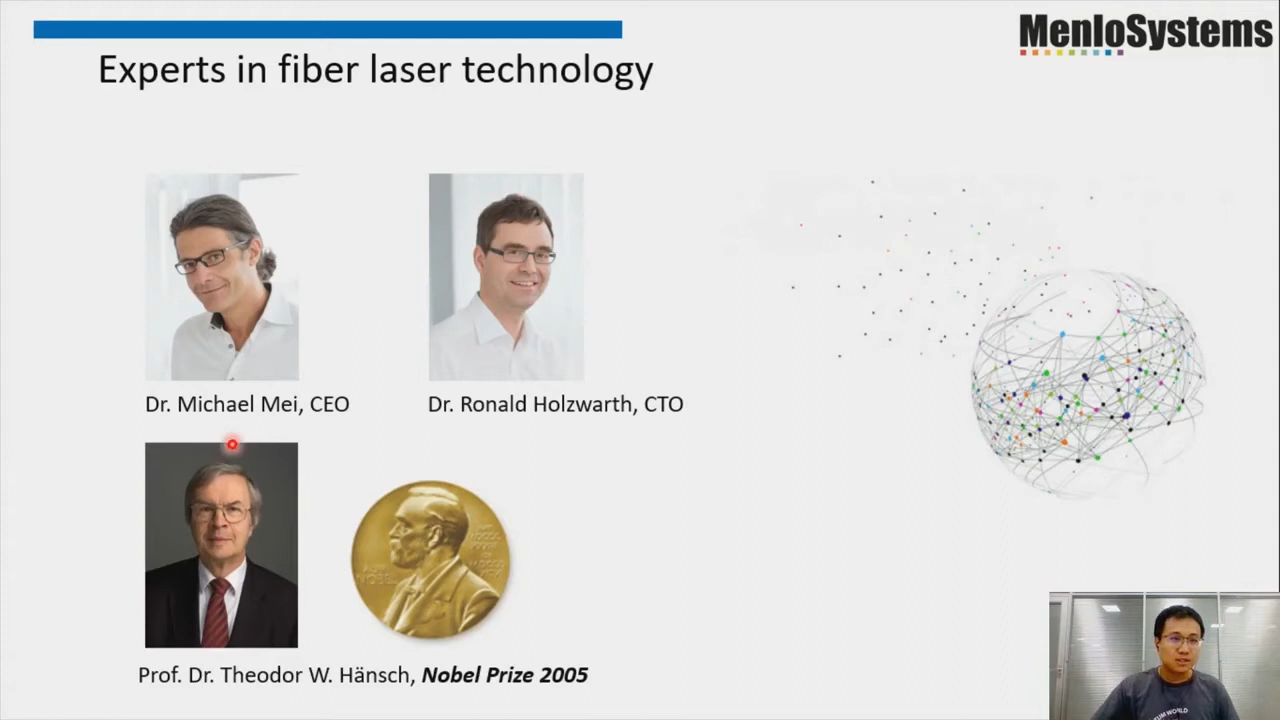 MenloSystems
Experts in fiber laser technology
Dr. Michael Mei, CEO
Dr. Ronald Holzwarth, CTO
Prof. Dr. Theodor W. Hänsch, Nobel Prize 2005